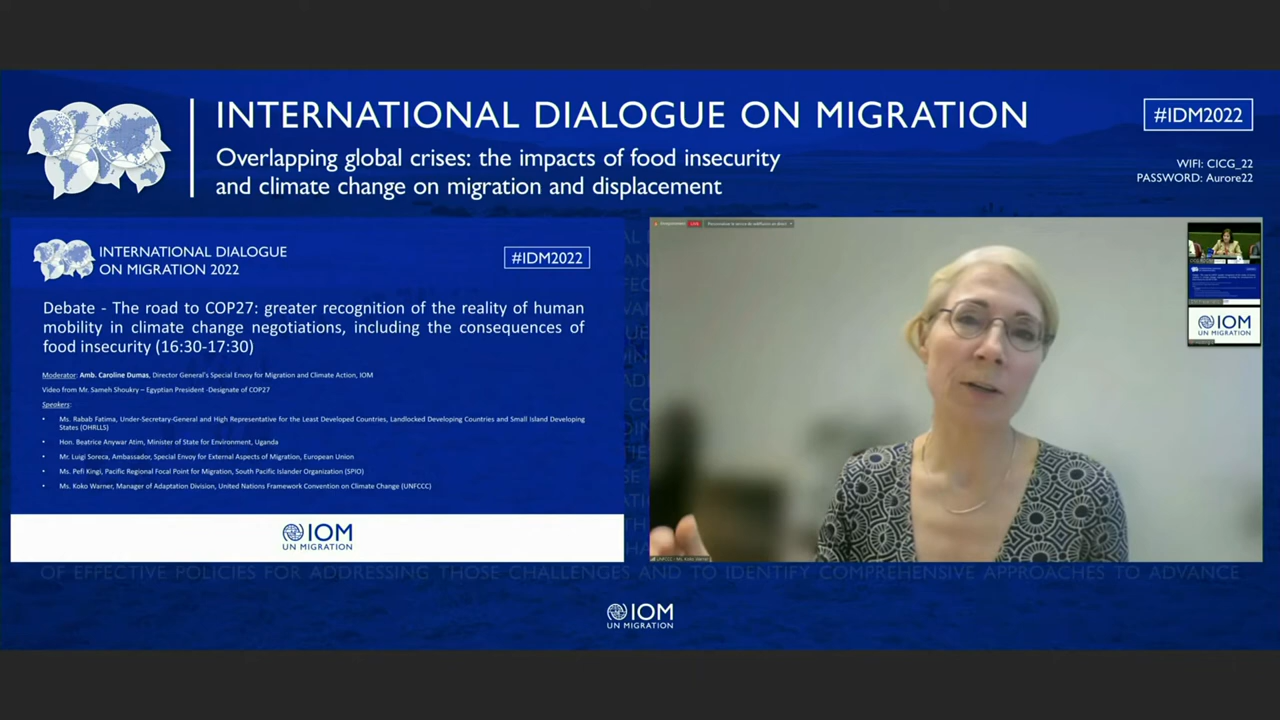 INTERNATIONAL DIALOGUE ON MIGRATION
Overlapping global crises: the impacts of food insecurity
and climate change on migration and displacement
#IDM2022
WIFI: CICG_22
PASSWORD: Aurore22
INTERNATIONAL DIALOGUE
ON MIGRATION 2022
#IDM2022
Debate - The road to COP27: greater recognition of the reality of human
mobility in climate change negotiations, including the consequences of
food insecurity (16:30-17:30)
Moderator: Amb. Caroline Dumas, Director General's Special Envoy for Migration and Climate Action, IOM
Video from Mr. Sameh Shoukry – Egyptian President -Designate of COP27
Speakers:
• Ms. Rabab Fatima, Under-Secretary-General and High Representative for the Least Developed Countries, Landlocked Developing Countries and Small Island Developing
States (OHRLLS)
• Hon. Beatrice Anywar Atim, Minister of State for Environment, Uganda
• Mr. Luigi Soreca, Ambassador, Special Envoy for External Aspects of Migration, European Union
• Ms. Pefi Kingi, Pacific Regional Focal Point for Migration, South Pacific Islander Organization (SPIO)
• Ms. Koko Warner, Manager of Adaptation Division, United Nations Framework Convention on Climate Change (UNFCCC)
IOM
UN MIGRATION
LIVE
IOM
UN MIGRATION
UNFCCC - Ms. Koko Warner
OF EFFECTIVE POLICIES FOR ADDRESSING THOSE CHALLENGES AND TO IDENTIFY COMPREHENSIVE APPROACHES TO ADVANCE
IOM
UN MIGRATION